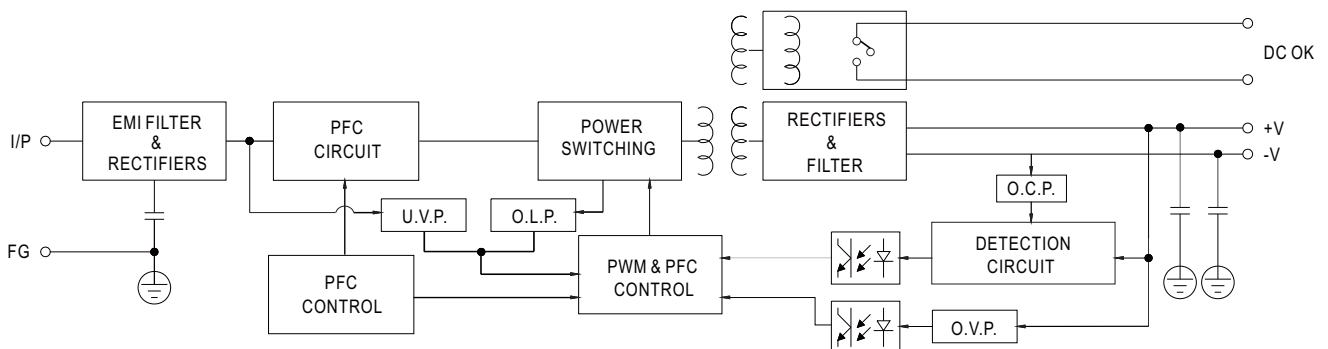 DC OK
I/P
EMI FILTER
&
RECTIFIERS
PFC
CIRCUIT
POWER
SWITCHING
RECTIFIERS
&
FILTER
+V
-V
O.C.P.
U.V.P.
O.L.P.
FG
PFC
CONTROL
PWM & PFC
CONTROL
DETECTION
CIRCUIT
O.V.P.